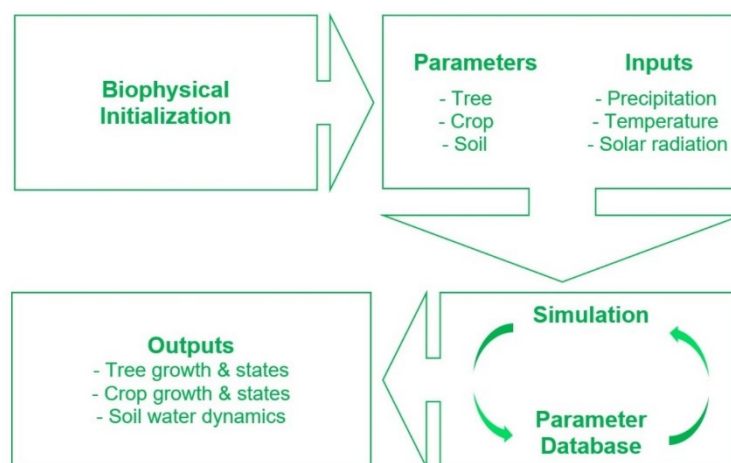 Biophysical
Initialization
Parameters
- Tree
- Crop
- Soil
Inputs
- Precipitation
- Temperature
- Solar radiation
Simulation
Parameter
Database
Outputs
- Tree growth & states
- Crop growth & states
- Soil water dynamics